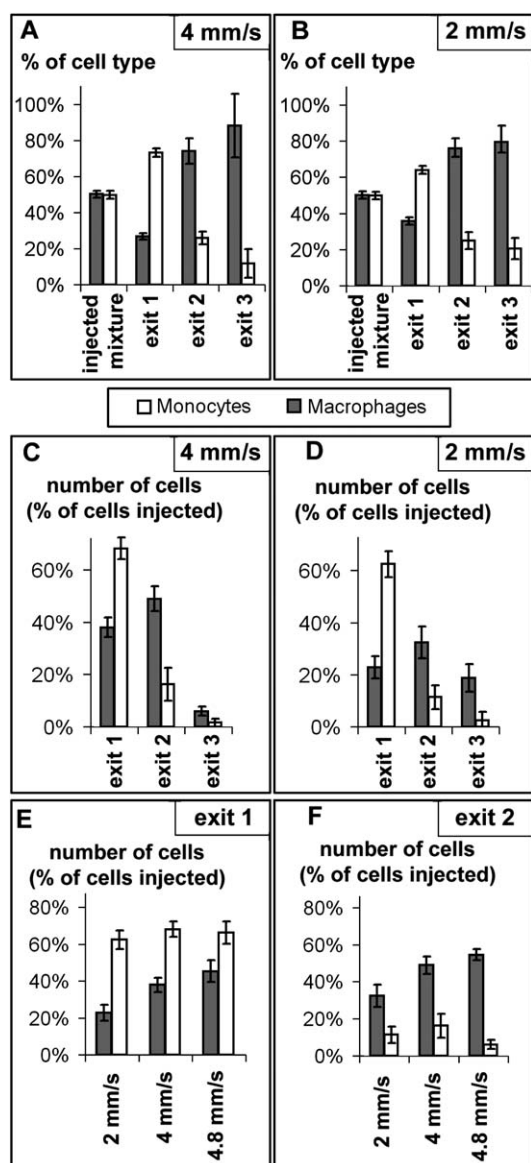 A
4 mm/s
% of cell type
100%
80%
60%
40%
20%
0%
injected
mixture
exit 1
exit 2
exit 3
B
2 mm/s
% of cell type
100%
80%
60%
40%
20%
0%
injected
mixture
exit 1
exit 2
exit 3
Monocytes
Macrophages
C
4 mm/s
number of cells
(% of cells injected)
60%
40%
20%
0%
exit 1
exit 2
exit 3
D
2 mm/s
number of cells
(% of cells injected)
60%
40%
20%
0%
exit 1
exit 2
exit 3
E
exit 1
number of cells
(% of cells injected)
80%
60%
40%
20%
0%
2 mm/s
4 mm/s
4.8 mm/s
F
exit 2
number of cells
(% of cells injected)
80%
60%
40%
20%
0%
2 mm/s
4 mm/s
4.8 mm/s